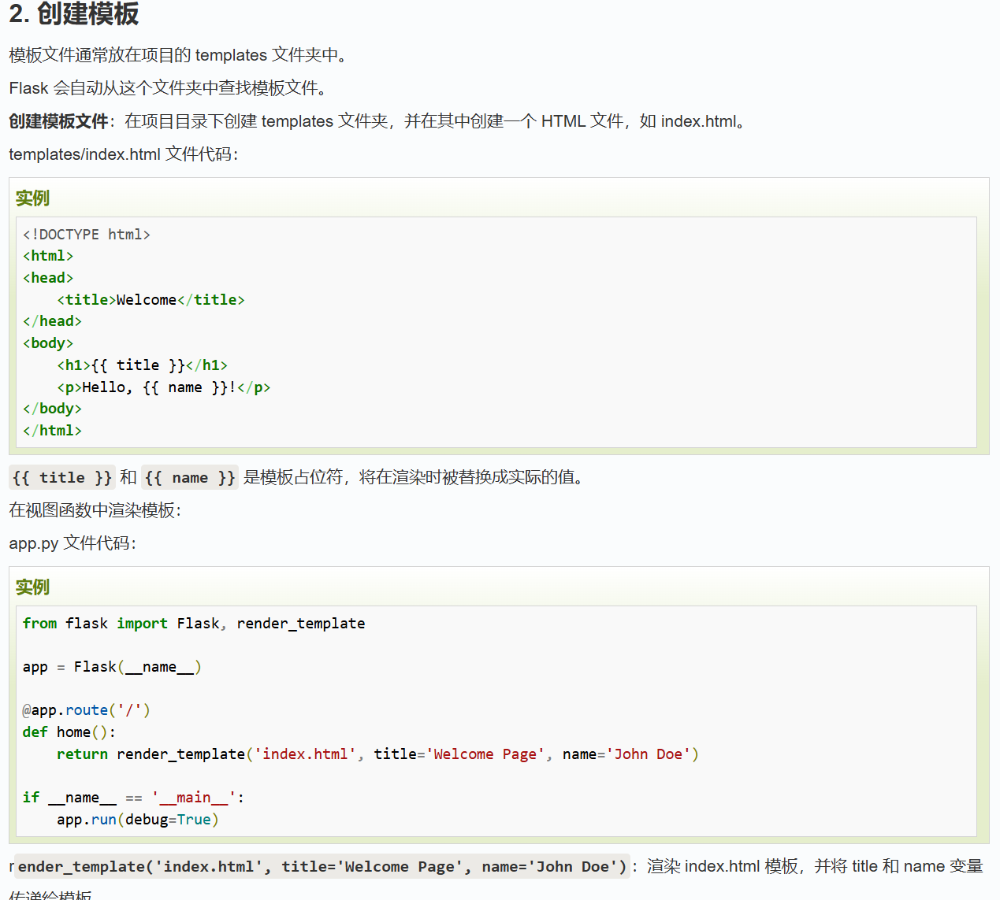 2. 创建模板
模板文件通常放在项目的 templates 文件夹中。
Flask 会自动从这个文件夹中查找模板文件。
创建模板文件：在项目目录下创建 templates 文件夹，并在其中创建一个 HTML 文件，如 index.html。
templates/index.html 文件代码：
实例
<!DOCTYPE html>
<html>
<head>
    <title>Welcome</title>
</head>
<body>
    <h1>{{ title }}</h1>
    <p>Hello, {{ name }}!</p>
</body>
</html>
{{ title }} 和 {{ name }} 是模板占位符，将在渲染时被替换成实际的值。
在视图函数中渲染模板：
app.py 文件代码：
实例
from flask import Flask, render_template
app = Flask(__name__)
@app.route('/')
def home():
    return render_template('index.html', title='Welcome Page', name='John Doe')
if __name__ == '__main__':
    app.run(debug=True)
render_template('index.html', title='Welcome Page', name='John Doe')：渲染 index.html 模板，并将 title 和 name 变量
传递给模板